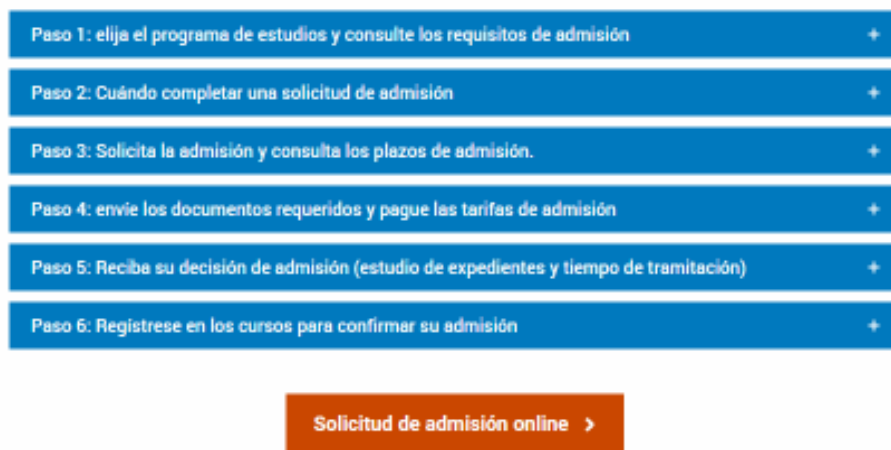 Paso 1: elija el programa de estudios y consulte los requisitos de admisión +
Paso 2: Cuándo completar una solicitud de admisión +
Paso 3: Solicita la admisión y consulta los plazos de admisión. +
Paso 4: envíe los documentos requeridos y pague las tarifas de admisión +
Paso 5: Reciba su decisión de admisión (estudio de expedientes y tiempo de tramitación) +
Paso 6: Regístrese en los cursos para confirmar su admisión +
Solicitud de admisión online >